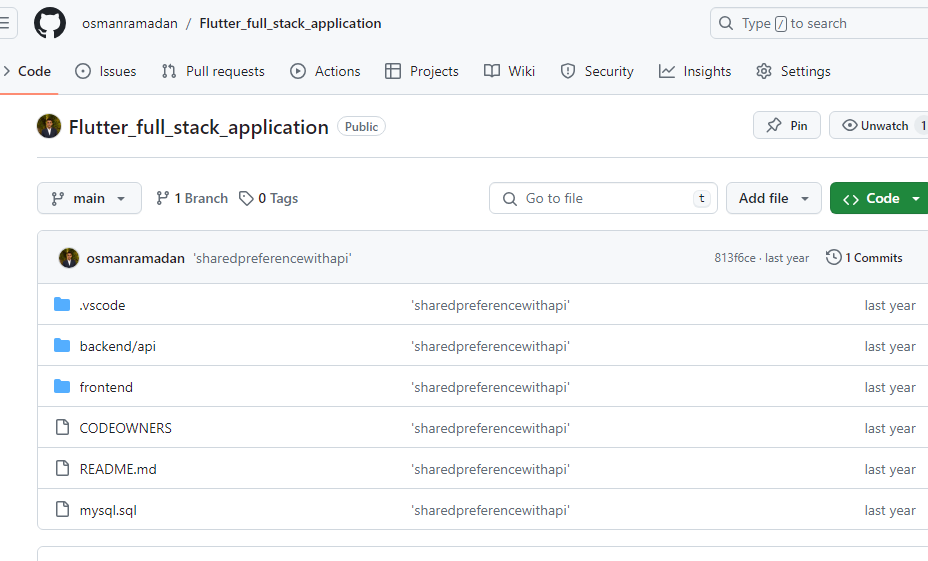 osmanramadan / Flutter_full_stack_application
Type / to search
Code Issues Pull requests Actions Projects Wiki Security Insights Settings
Flutter_full_stack_application Public
Pin Unwatch 1
main 1 Branch 0 Tags
Go to file t
Add file
Code
osmanramadan 'sharedpreferencewithapi' 813f6ce · last year 1 Commits
.vscode 'sharedpreferencewithapi' last year
backend/api 'sharedpreferencewithapi' last year
frontend 'sharedpreferencewithapi' last year
CODEOWNERS 'sharedpreferencewithapi' last year
README.md 'sharedpreferencewithapi' last year
mysql.sql 'sharedpreferencewithapi' last year